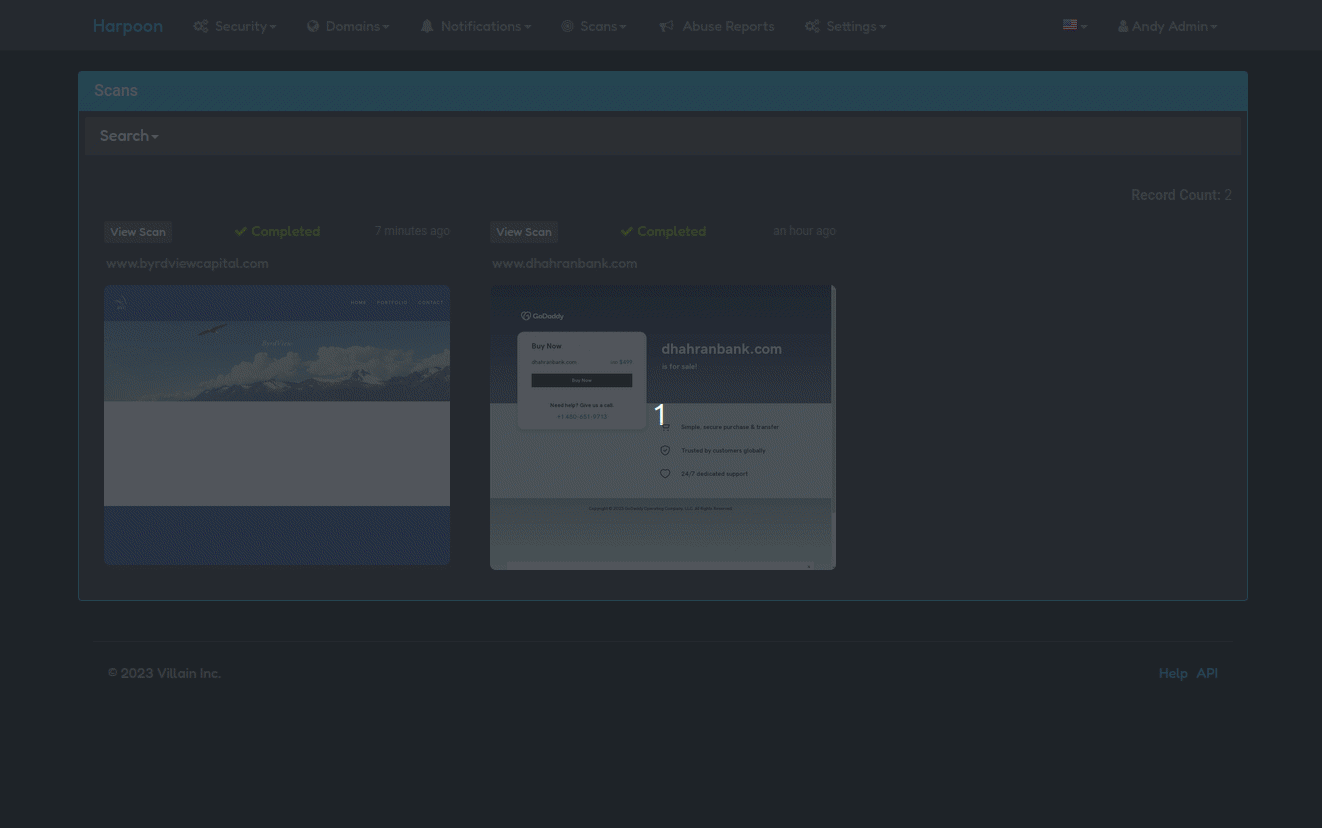 Harpoon Security Domains Notifications Scans Abuse Reports Settings Andy Admin
Scans
Search
Record Count: 2
View Scan Completed 7 minutes ago
www.byrdviewcapital.com
HOME PORTFOLIO CONTACT
ByrdView
View Scan Completed an hour ago
www.dhahranbank.com
GoDaddy
Buy Now
dhahranbank.com
$499
Buy Now
Need help? Give us a call.
dhahranbank.com
is for sale!
1
Simple, secure purchase & transfer
Trusted by customers globally
24/7 dedicated support
© 2023 Villain Inc.
Help API